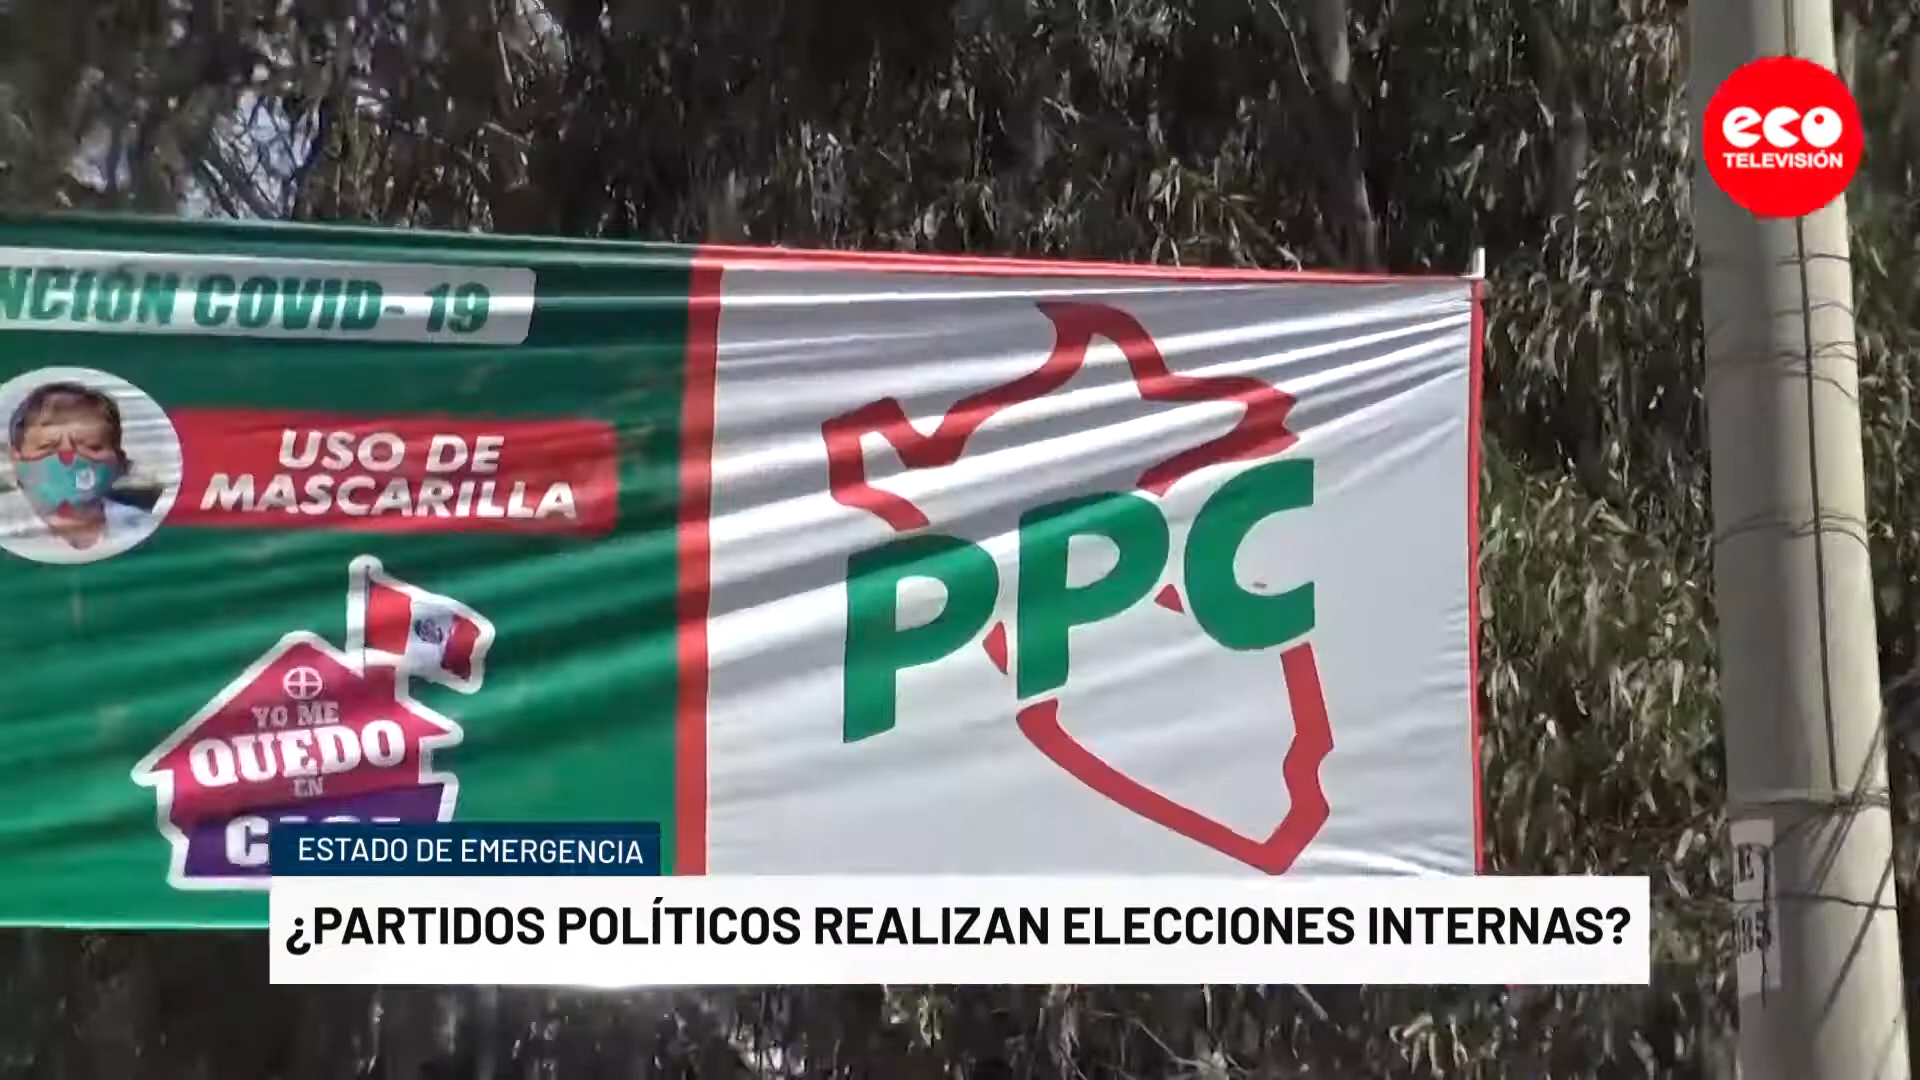 eco
TELEVISIÓN
COVID- 19
USO DE
MASCARILLA
PPC
YO ME
QUEDO
EN
ESTADO DE EMERGENCIA
¿PARTIDOS POLÍTICOS REALIZAN ELECCIONES INTERNAS?